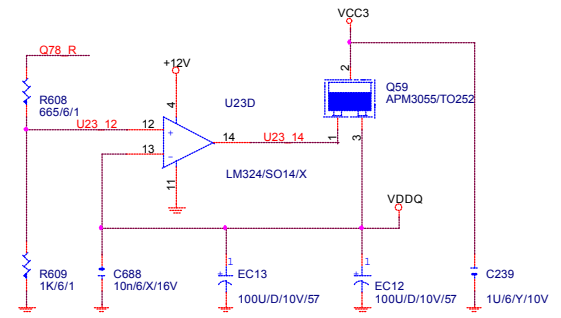 VCC3
Q78_R
+12V
2
Q59
APM3055/TO252
R608
665/6/1
4
U23D
U23_12
12
+
14
U23_14
1
3
13
-
LM324/SO14/X
11
VDDQ
R609
1K/6/1
C688
10n/6/X/16V
1
+
EC13
100U/D/10V/57
1
+
EC12
100U/D/10V/57
C239
1U/6/Y/10V